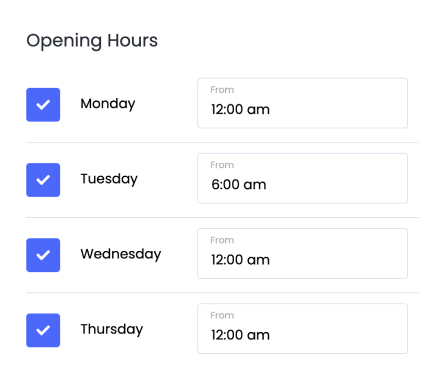 Opening Hours
Monday
From
12:00 am
Tuesday
From
6:00 am
Wednesday
From
12:00 am
Thursday
From
12:00 am